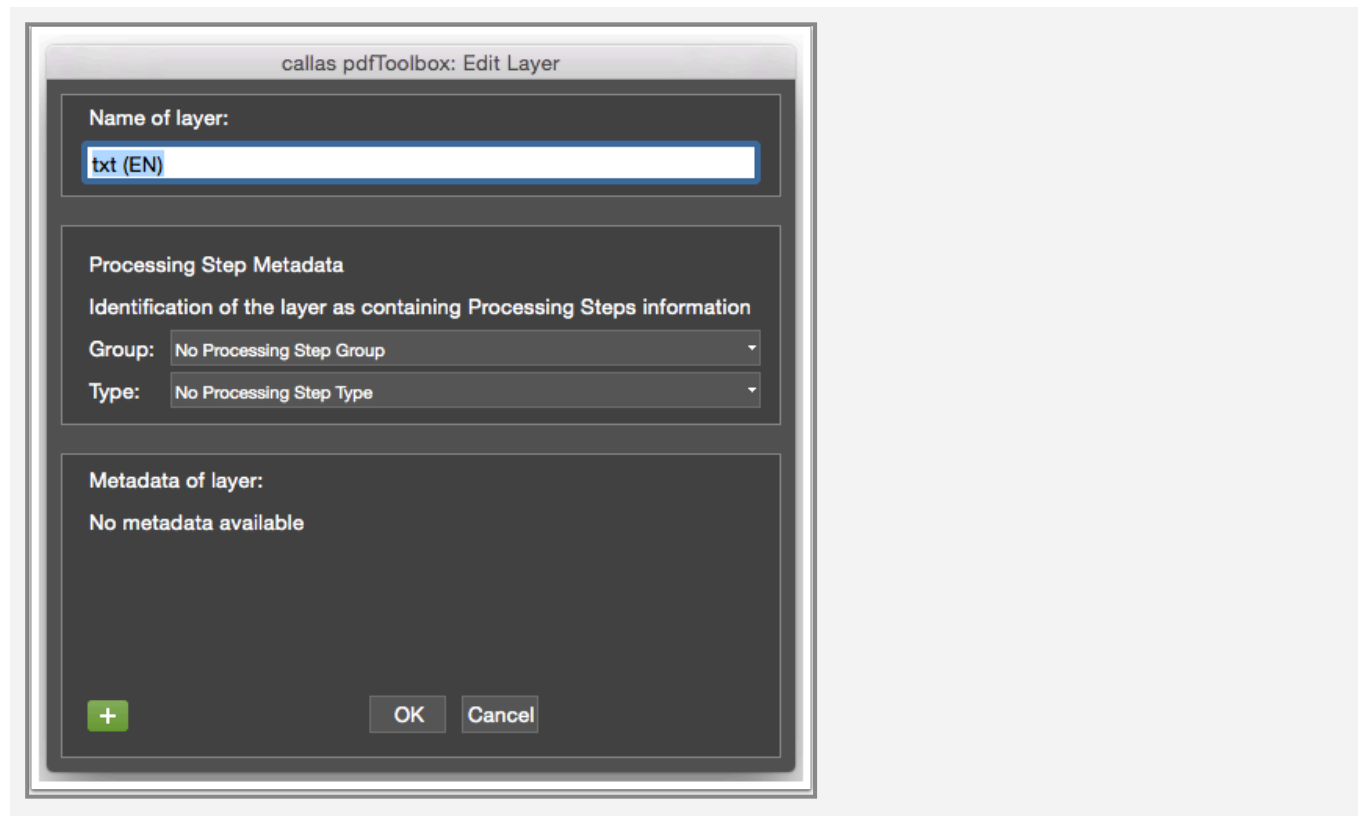 callas pdfToolbox: Edit Layer
Name of layer:
txt (EN)
Processing Step Metadata
Identification of the layer as containing Processing Steps information
Group: No Processing Step Group
Type: No Processing Step Type
Metadata of layer:
No metadata available
+ OK Cancel